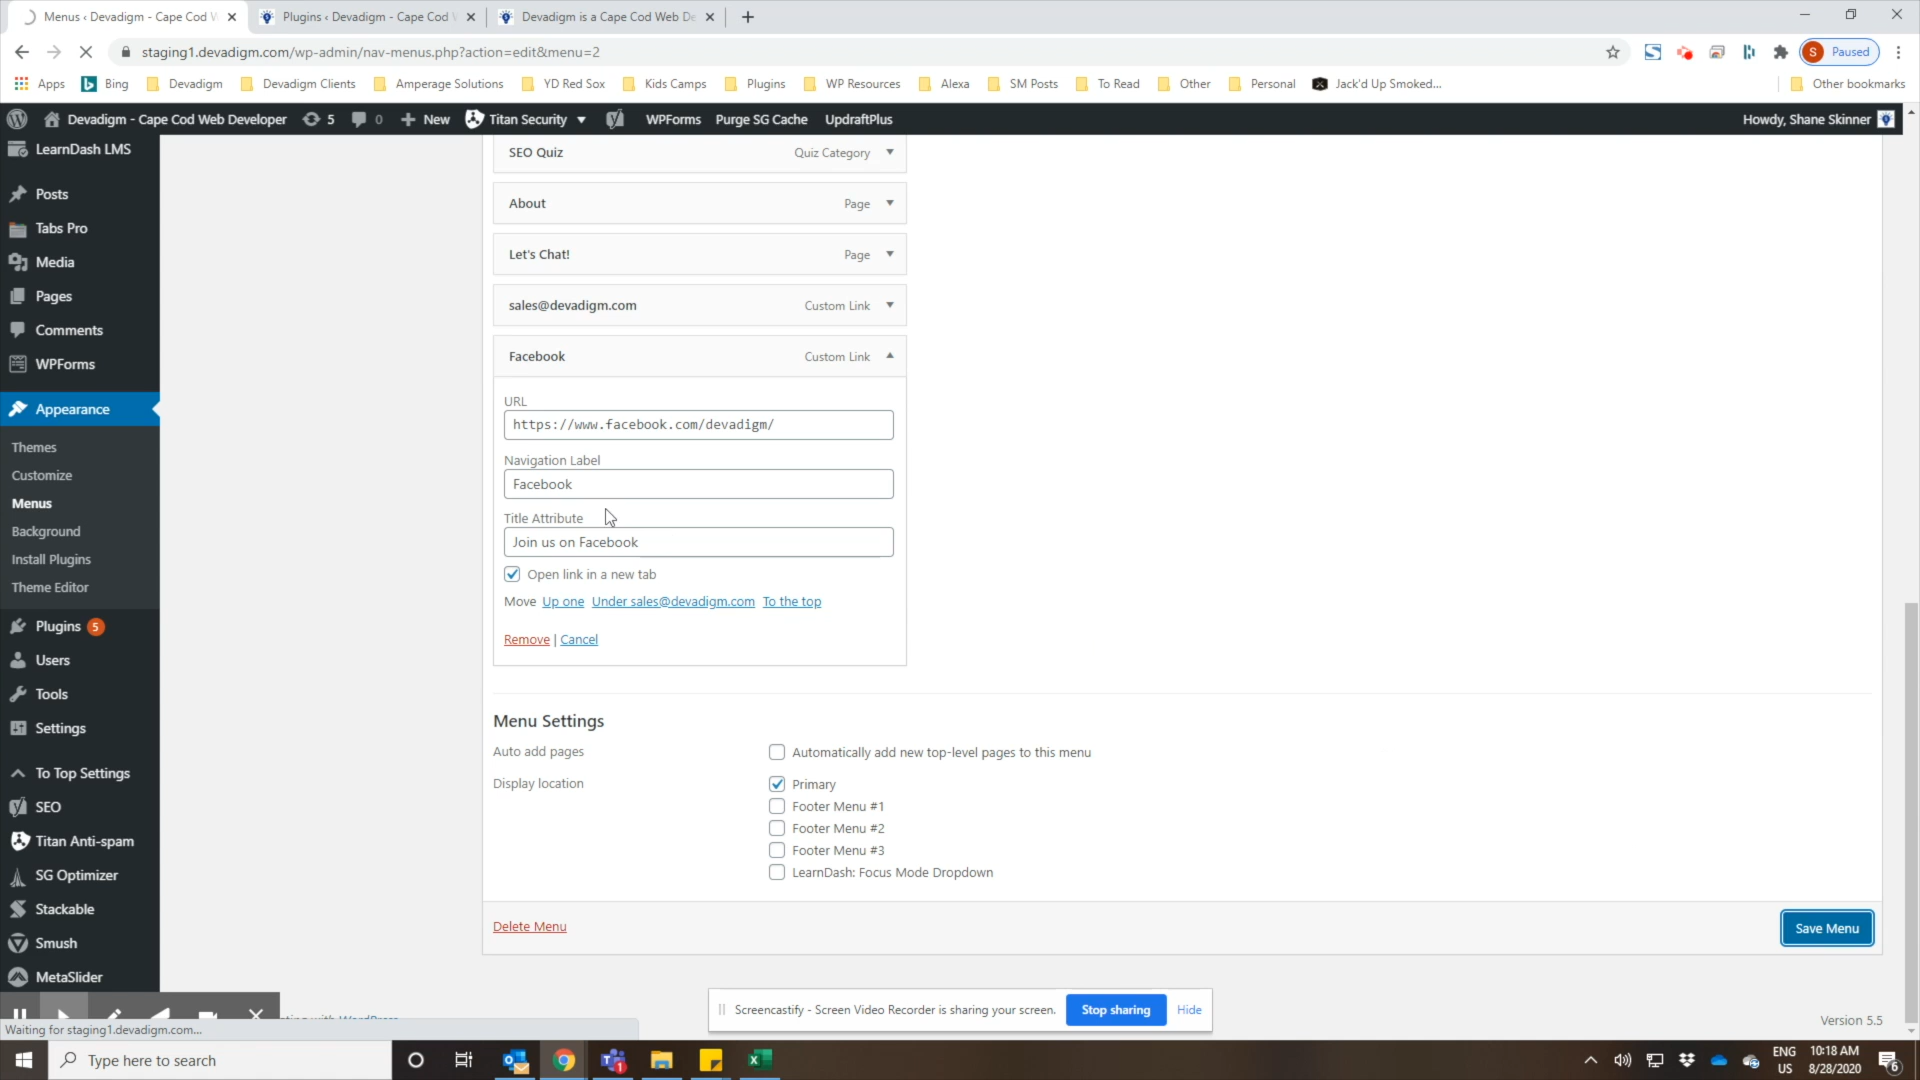 Menus ‹ Devadigm - Cape Cod W
Plugins ‹ Devadigm - Cape Cod
Devadigm is a Cape Cod Web De
staging1.devadigm.com/wp-admin/nav-menus.php?action=edit&menu=2
S Paused
Apps
Bing
Devadigm
Devadigm Clients
Amperage Solutions
YD Red Sox
Kids Camps
Plugins
WP Resources
Alexa
SM Posts
To Read
Other
Personal
Jack'd Up Smoked...
Other bookmarks
Devadigm - Cape Cod Web Developer
5
0
New
Titan Security
WPForms
Purge SG Cache
UpdraftPlus
Howdy, Shane Skinner
LearnDash LMS
Posts
Tabs Pro
Media
Pages
Comments
WPForms
Appearance
Themes
Customize
Menus
Background
Install Plugins
Theme Editor
Plugins 5
Users
Tools
Settings
To Top Settings
SEO
Titan Anti-spam
SG Optimizer
Stackable
Smush
MetaSlider
SEO Quiz Quiz Category
About Page
Let's Chat! Page
sales@devadigm.com Custom Link
Facebook Custom Link
URL
https://www.facebook.com/devadigm/
Navigation Label
Facebook
Title Attribute
Join us on Facebook
Open link in a new tab
Move Up one Under sales@devadigm.com To the top
Remove | Cancel
Menu Settings
Auto add pages
Automatically add new top-level pages to this menu
Display location
Primary
Footer Menu #1
Footer Menu #2
Footer Menu #3
LearnDash: Focus Mode Dropdown
Delete Menu
Save Menu
Screencastify - Screen Video Recorder is sharing your screen.
Stop sharing
Hide
Version 5.5
Waiting for staging1.devadigm.com...
Type here to search
1
ENG
US
10:18 AM
8/28/2020
6